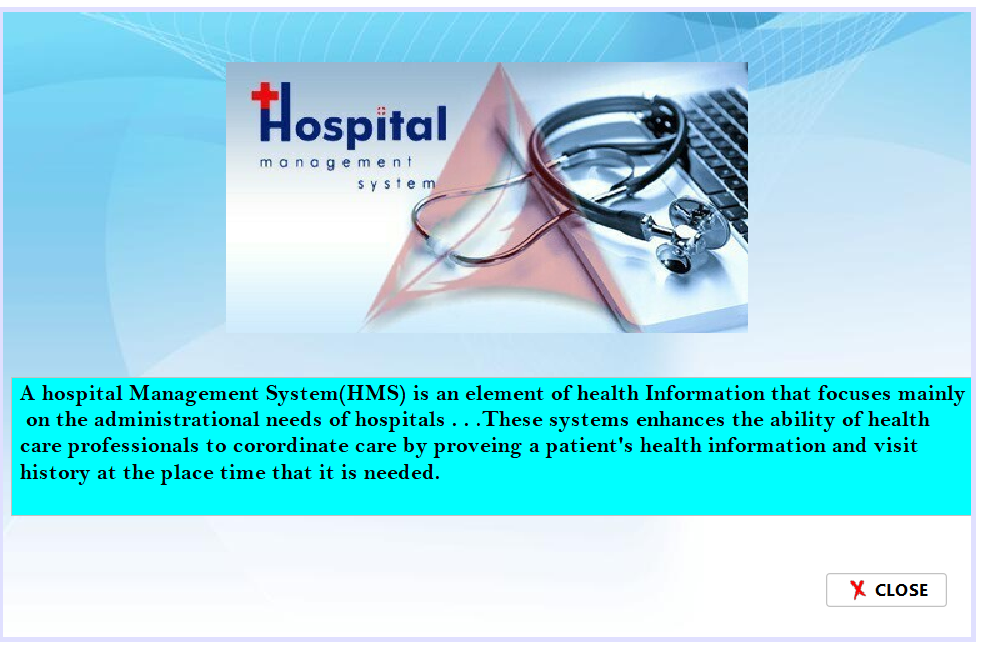 Hospital
management
system
A hospital Management System(HMS) is an element of health Information that focuses mainly
on the administrational needs of hospitals . . .These systems enhances the ability of health
care professionals to corordinate care by proveing a patient's health information and visit
history at the place time that it is needed.
CLOSE